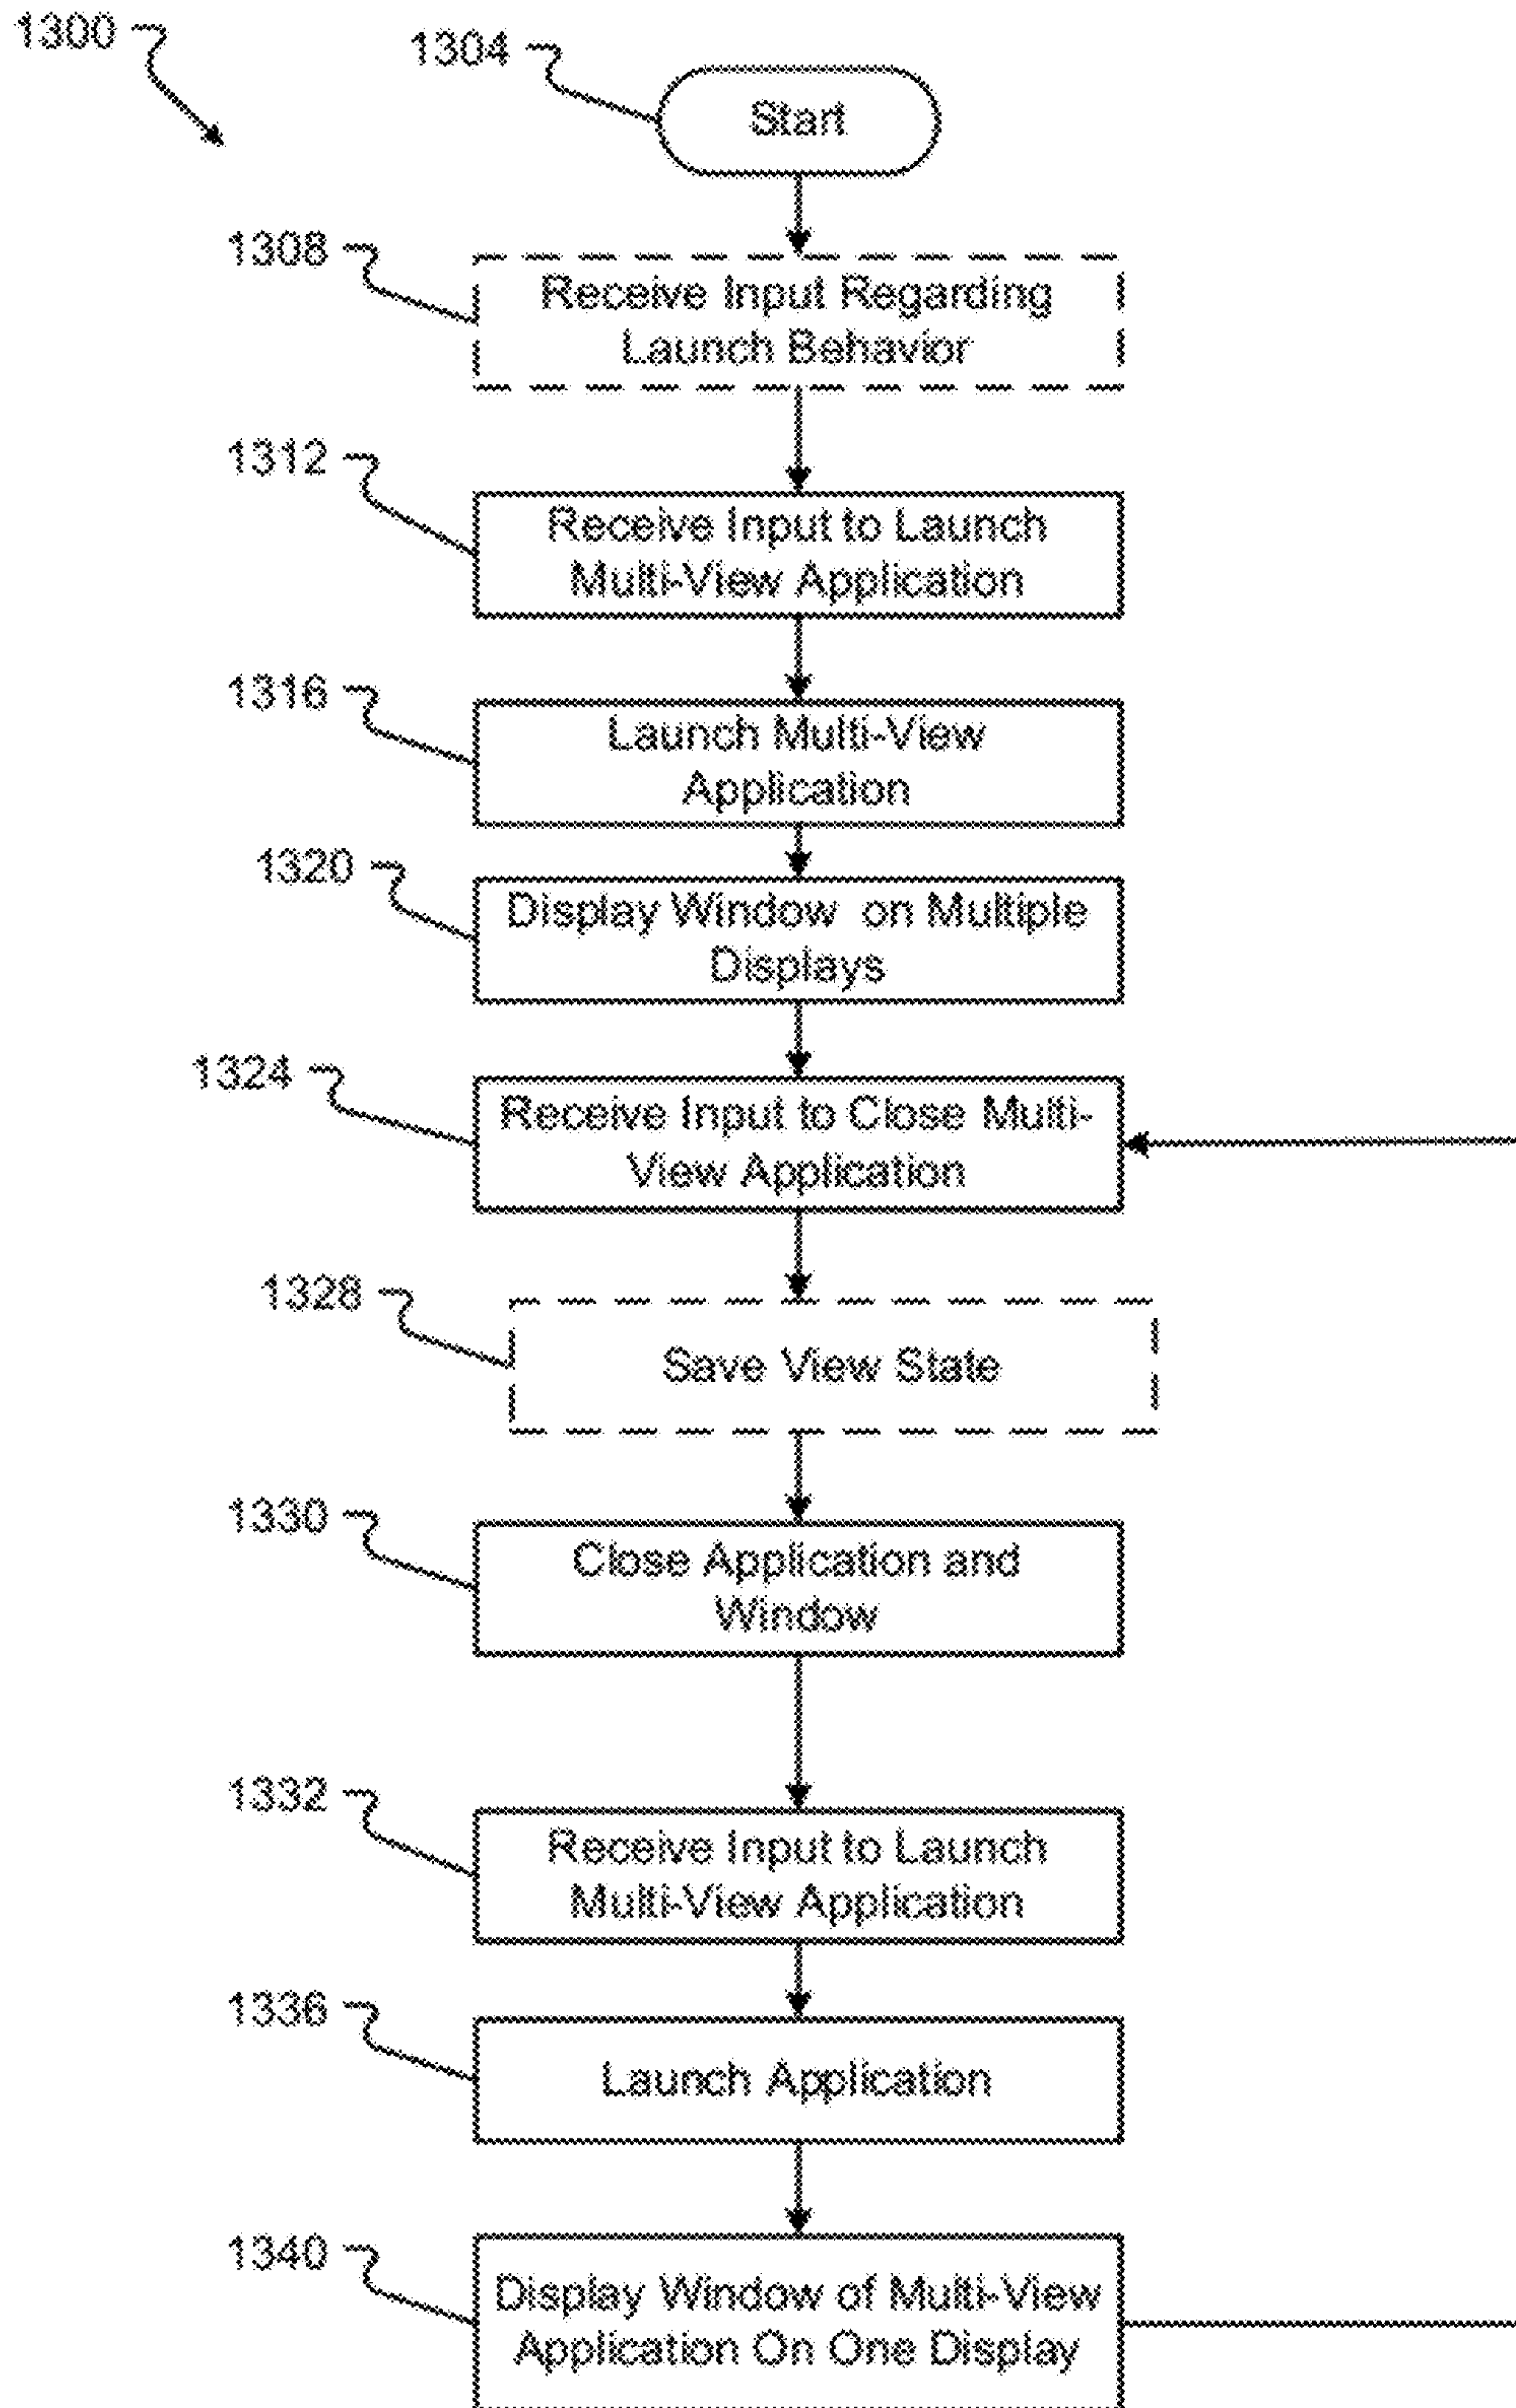 1300
1304
Start
1308
Receive Input Regarding
Launch Behavior
1312
Receive Input to Launch
Multi-View Application
1316
Launch Multi-View
Application
1320
Display Window on Multiple
Displays
1324
Receive Input to Close Multi-
View Application
1328
Save View State
1330
Close Application and
Window
1332
Receive Input to Launch
Multi-View Application
1336
Launch Application
1340
Display Window of Multi-View
Application On One Display